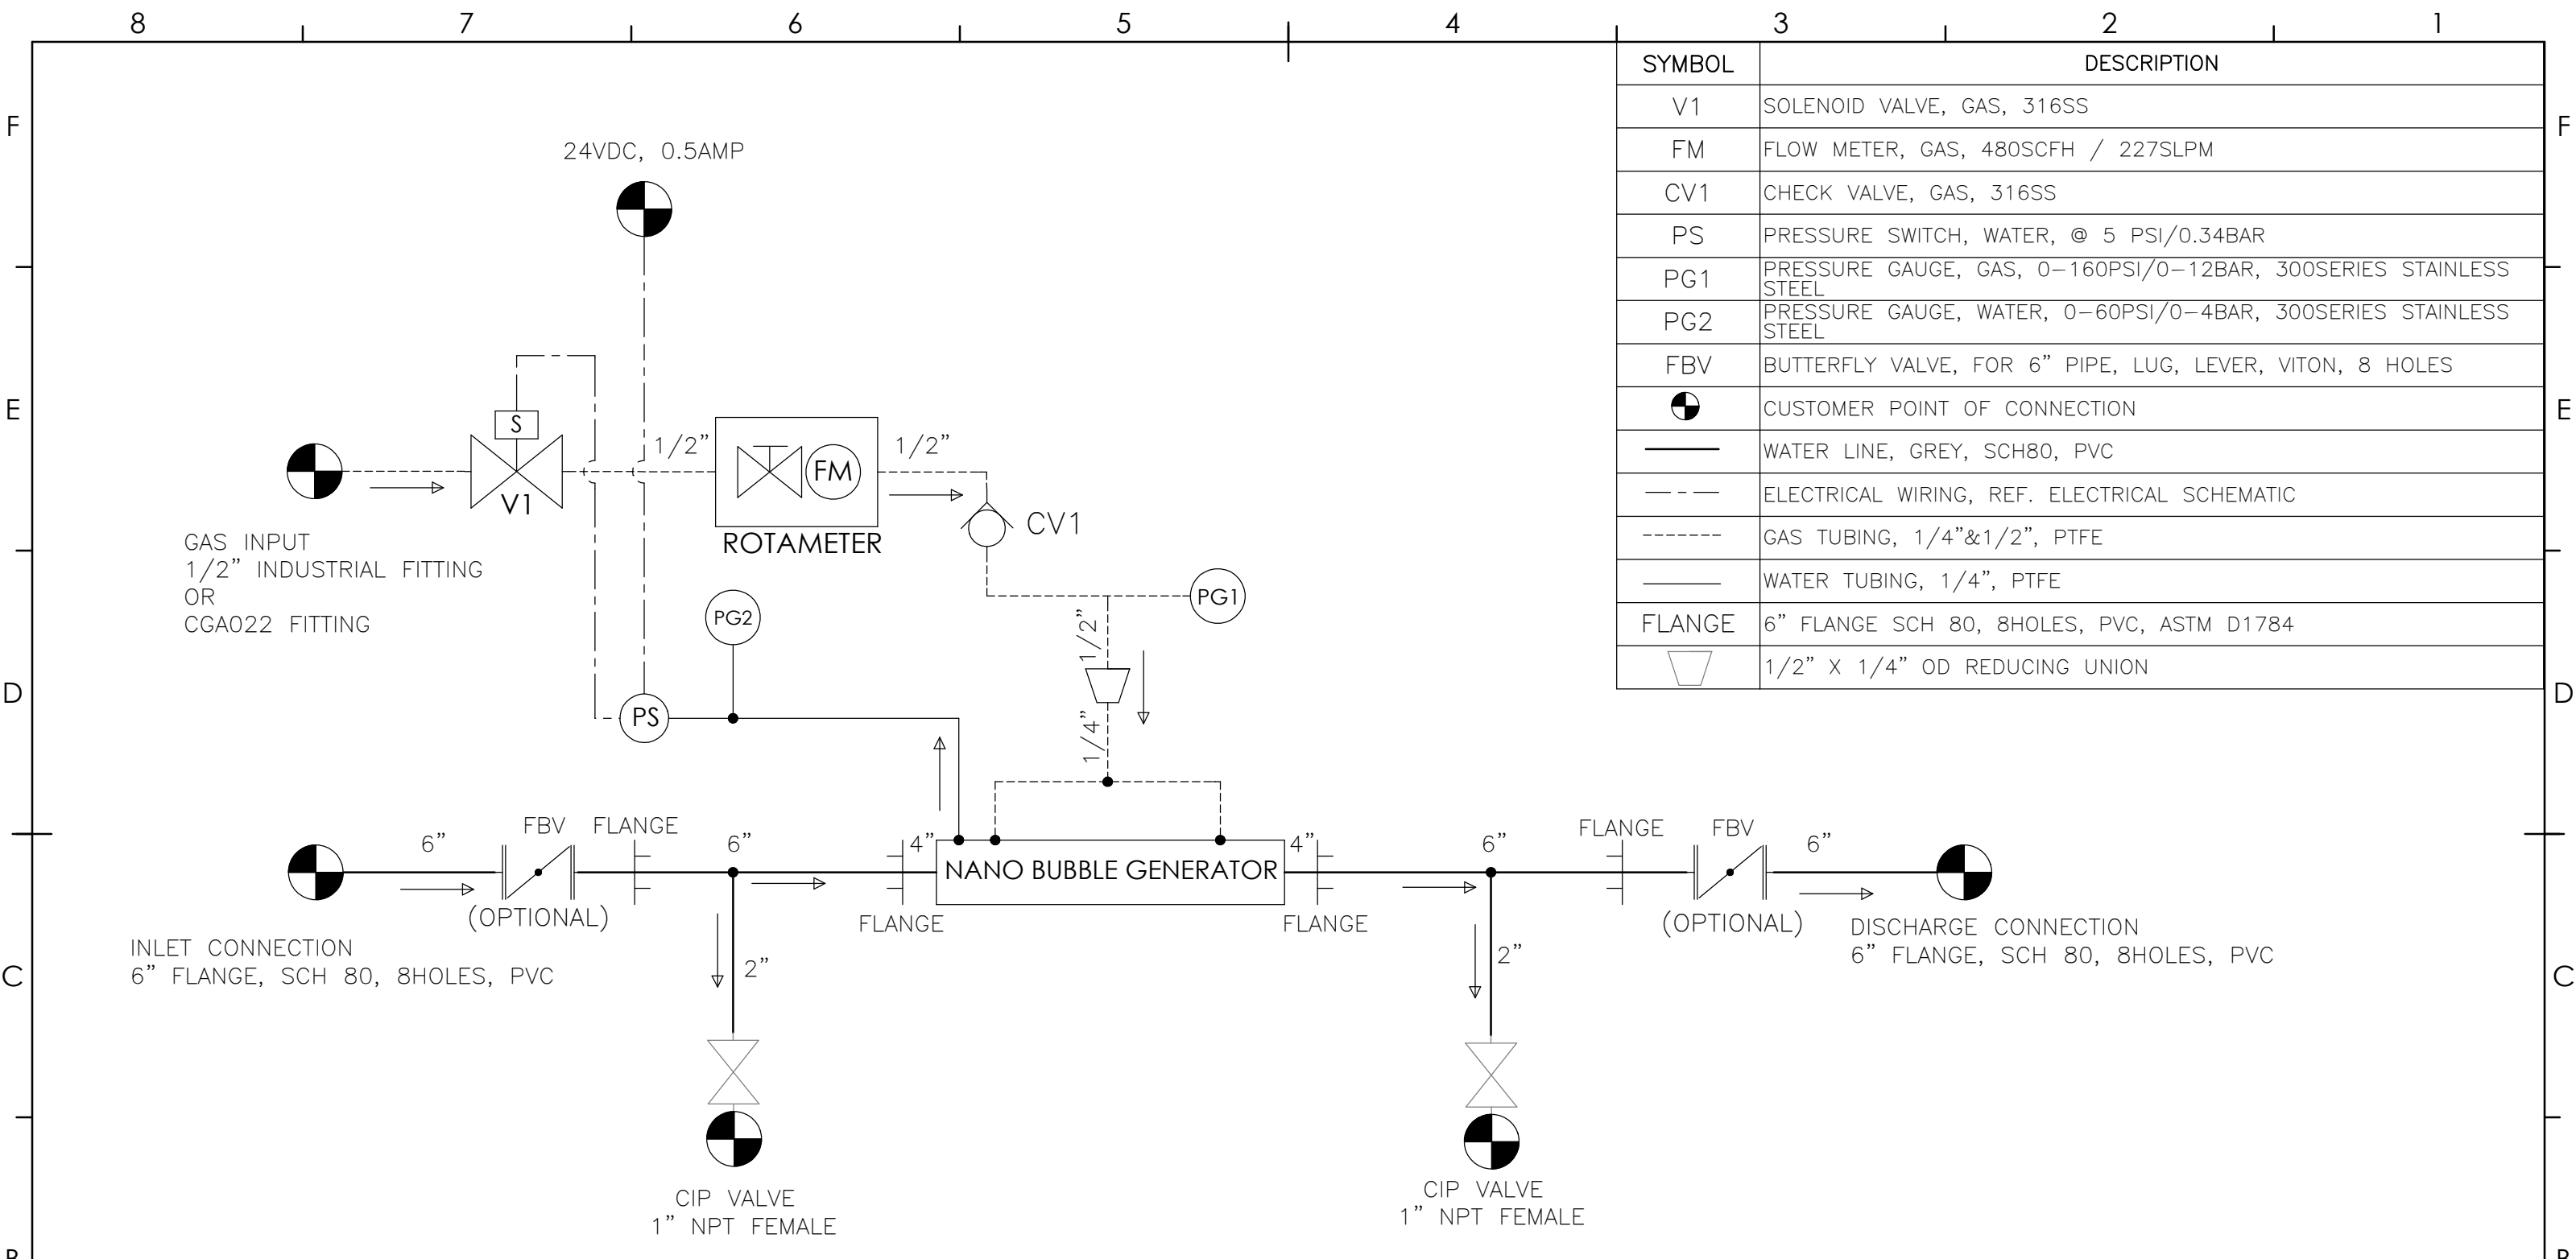 8 7 6 5 4 3 2 1
SYMBOL DESCRIPTION
V1 SOLENOID VALVE, GAS, 316SS
FM FLOW METER, GAS, 480SCFH / 227SLPM
CV1 CHECK VALVE, GAS, 316SS
PS PRESSURE SWITCH, WATER, @ 5 PSI/0.34BAR
PG1 PRESSURE GAUGE, GAS, 0-160PSI/0-12BAR, 300SERIES STAINLESS
STEEL
PG2 PRESSURE GAUGE, WATER, 0-60PSI/0-4BAR, 300SERIES STAINLESS
STEEL
FBV BUTTERFLY VALVE, FOR 6" PIPE, LUG, LEVER, VITON, 8 HOLES
CUSTOMER POINT OF CONNECTION
WATER LINE, GREY, SCH80, PVC
ELECTRICAL WIRING, REF. ELECTRICAL SCHEMATIC
GAS TUBING, 1/4"&1/2", PTFE
WATER TUBING, 1/4", PTFE
FLANGE 6" FLANGE SCH 80, 8HOLES, PVC, ASTM D1784
1/2" X 1/4" OD REDUCING UNION
F F
24VDC, 0.5AMP
E E
S
V1
1/2"
FM
1/2"
ROTAMETER
CV1
GAS INPUT
1/2" INDUSTRIAL FITTING
OR
CGA022 FITTING
PG2
PG1
1/2"
D D
PS
1/4"
6"
FBV
FLANGE
6"
4"
NANO BUBBLE GENERATOR
4"
6"
FLANGE
FBV
6"
(OPTIONAL)
FLANGE
FLANGE
(OPTIONAL)
INLET CONNECTION
6" FLANGE, SCH 80, 8HOLES, PVC
DISCHARGE CONNECTION
6" FLANGE, SCH 80, 8HOLES, PVC
C C
2"
2"
CIP VALVE
1" NPT FEMALE
CIP VALVE
1" NPT FEMALE
B B